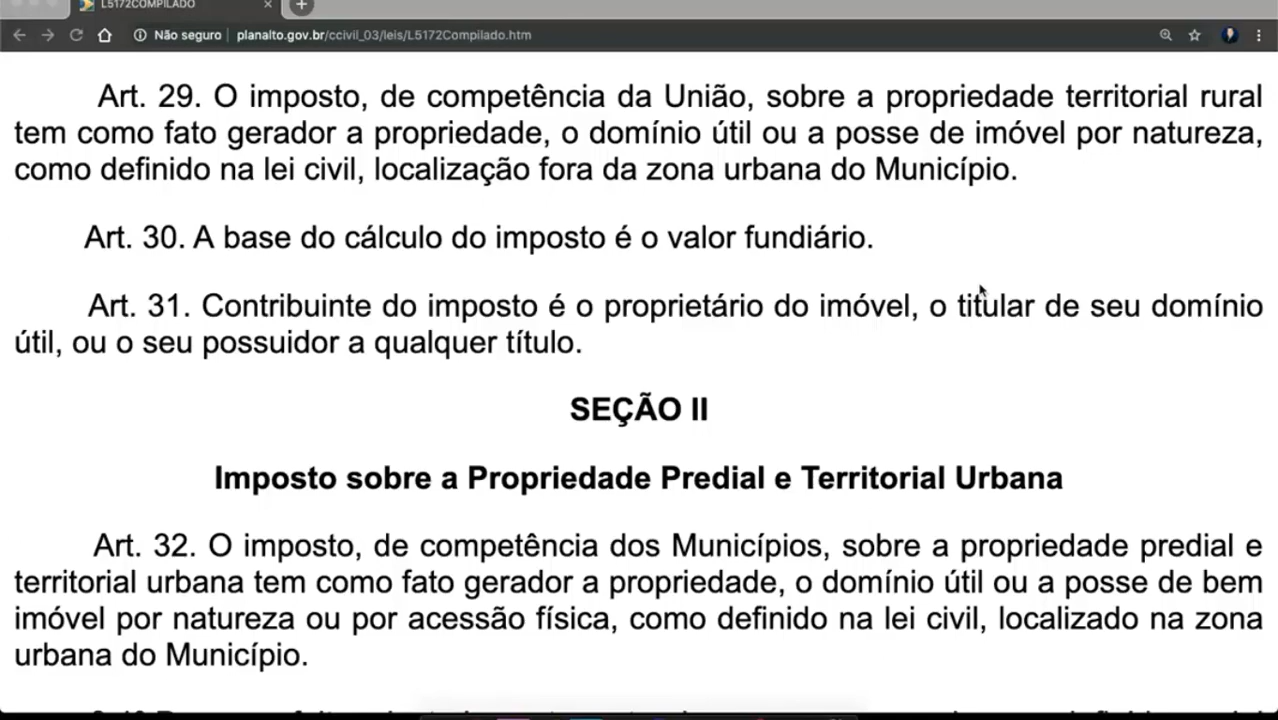 L5172COMPILADO
Não seguro
planalto.gov.br/ccivil_03/leis/L5172Compilado.htm
Art. 29. O imposto, de competência da União, sobre a propriedade territorial rural
tem como fato gerador a propriedade, o domínio útil ou a posse de imóvel por natureza,
como definido na lei civil, localização fora da zona urbana do Município.
Art. 30. A base do cálculo do imposto é o valor fundiário.
Art. 31. Contribuinte do imposto é o proprietário do imóvel, o titular de seu domínio
útil, ou o seu possuidor a qualquer título.
SEÇÃO II
Imposto sobre a Propriedade Predial e Territorial Urbana
Art. 32. O imposto, de competência dos Municípios, sobre a propriedade predial e
territorial urbana tem como fato gerador a propriedade, o domínio útil ou a posse de bem
imóvel por natureza ou por acessão física, como definido na lei civil, localizado na zona
urbana do Município.